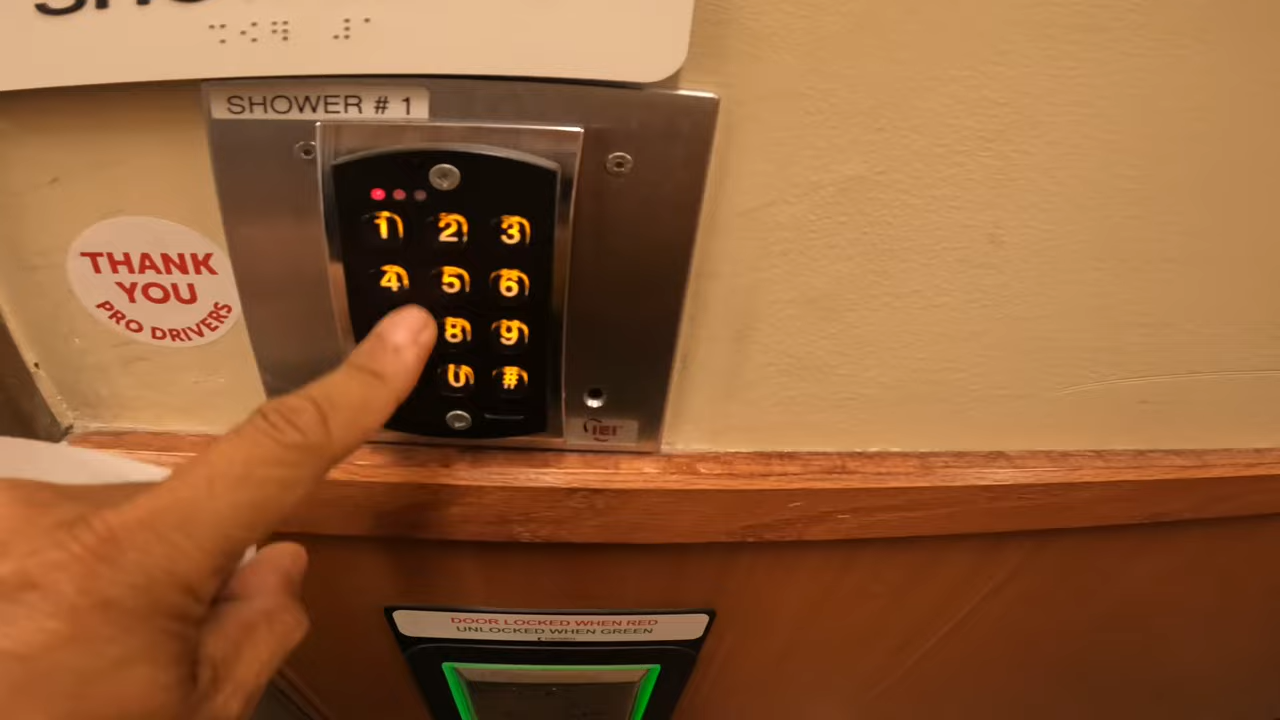 SHOWER # 1
1 2 3
4 5 6
8 9
0 #
THANK
YOU
PRO DRIVERS
IEI
DOOR LOCKED WHEN RED
UNLOCKED WHEN GREEN